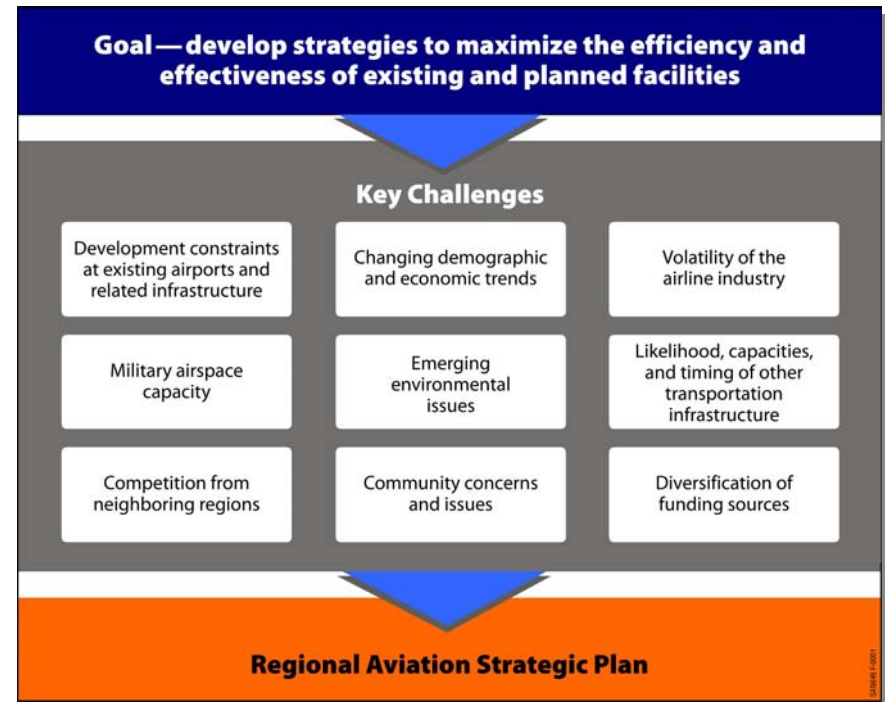 Goal—develop strategies to maximize the efficiency and
effectiveness of existing and planned facilities
Key Challenges
Development constraints
at existing airports and
related infrastructure
Changing demographic
and economic trends
Volatility of the
airline industry
Military airspace
capacity
Emerging
environmental
issues
Likelihood, capacities,
and timing of other
transportation
infrastructure
Competition from
neighboring regions
Community concerns
and issues
Diversification of
funding sources
Regional Aviation Strategic Plan